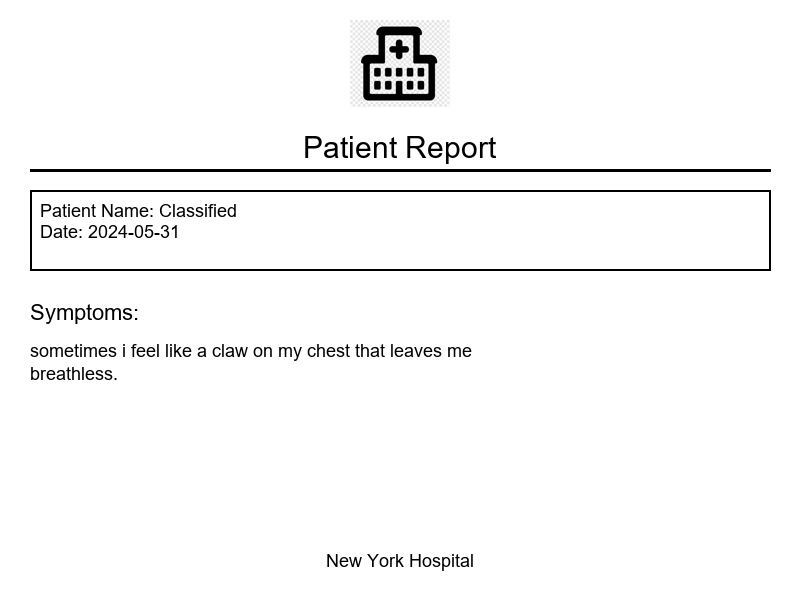 Patient Report
Patient Name: Classified
Date: 2024-05-31
Symptoms:
sometimes i feel like a claw on my chest that leaves me
breathless.
New York Hospital